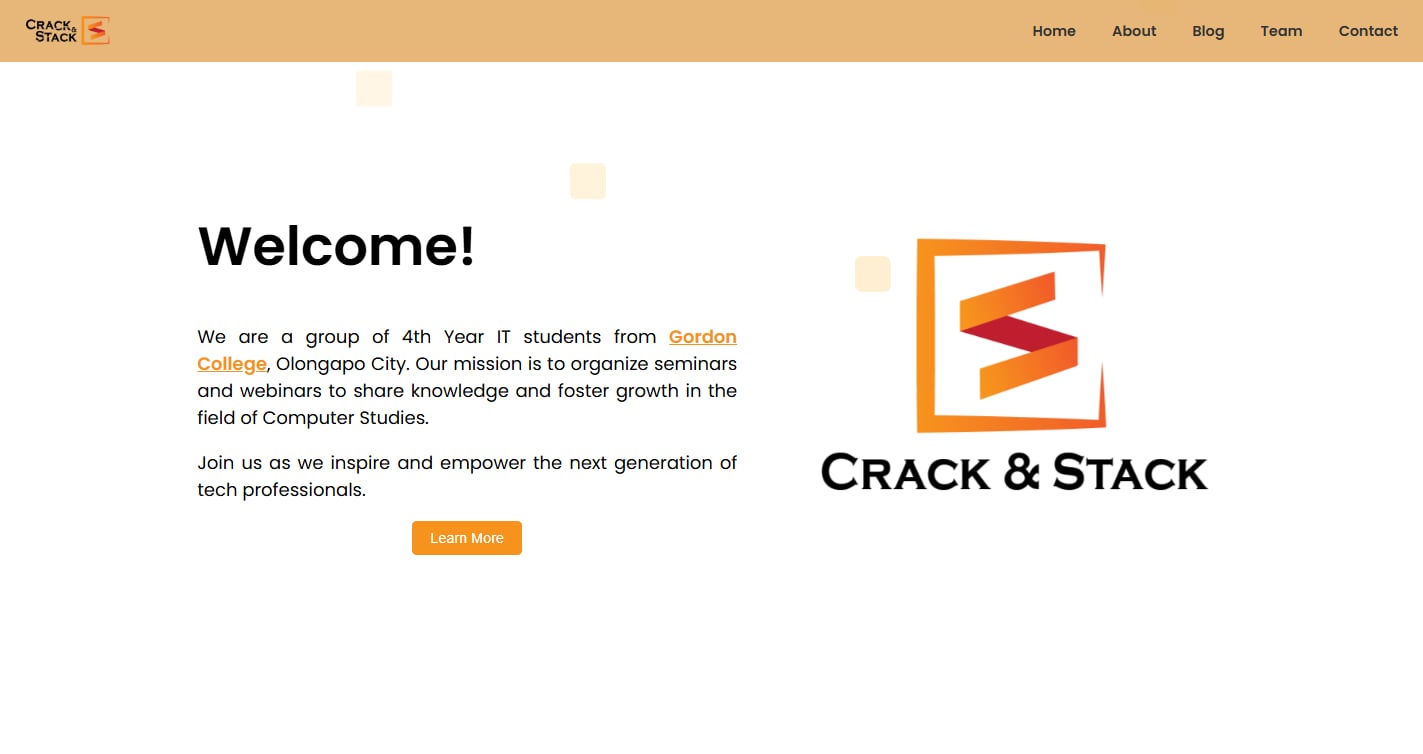 CRACK &
STACK
Home About Blog Team Contact
Welcome!
We are a group of 4th Year IT students from Gordon
College, Olongapo City. Our mission is to organize seminars
and webinars to share knowledge and foster growth in the
field of Computer Studies.
Join us as we inspire and empower the next generation of
tech professionals.
Learn More
CRACK & STACK